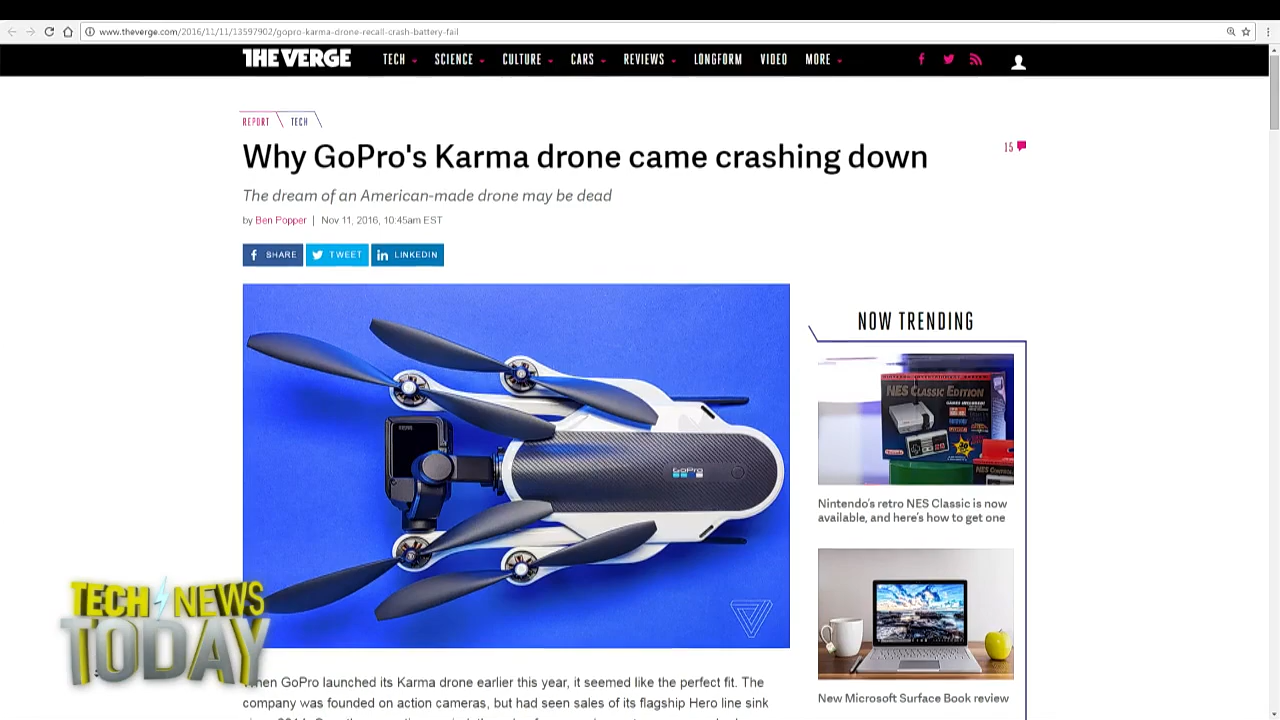 www.theverge.com/2016/11/11/13597902/gopro-karma-drone-recall-crash-battery-fail
THE VERGE
TECH SCIENCE CULTURE CARS REVIEWS LONGFORM VIDEO MORE
REPORT TECH
Why GoPro's Karma drone came crashing down
15
The dream of an American-made drone may be dead
by Ben Popper | Nov 11, 2016, 10:45am EST
SHARE TWEET LINKEDIN
NOW TRENDING
NES CLASSIC EDITION
GoPro
Nintendo's retro NES Classic is now
available, and here's how to get one
TECH NEWS
TODAY
New Microsoft Surface Book review
When GoPro launched its Karma drone earlier this year, it seemed like the perfect fit. The
company was founded on action cameras, but had seen sales of its flagship Hero line sink